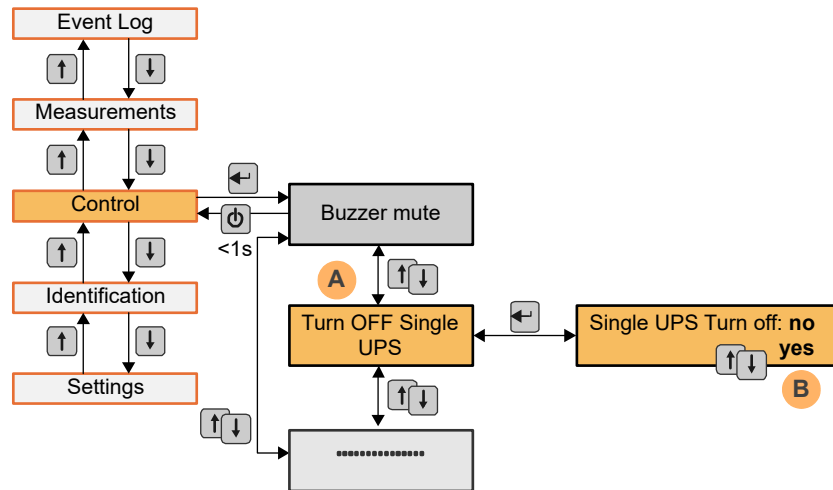 Event Log
Measurements
Control
Buzzer mute
<1s
A
Identification
Turn OFF Single
UPS
Single UPS Turn off: no
yes
B
Settings